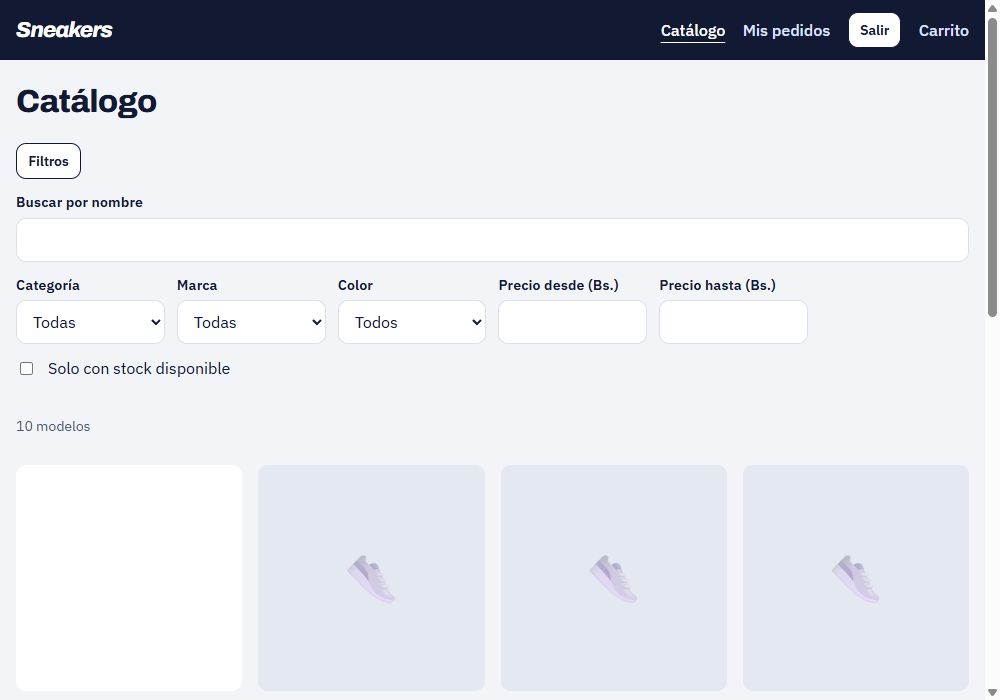 Sneakers
Catálogo Mis pedidos Salir Carrito
Catálogo
Filtros
Buscar por nombre
Categoría Marca Color Precio desde (Bs.) Precio hasta (Bs.)
Todas Todas Todos
Solo con stock disponible
10 modelos